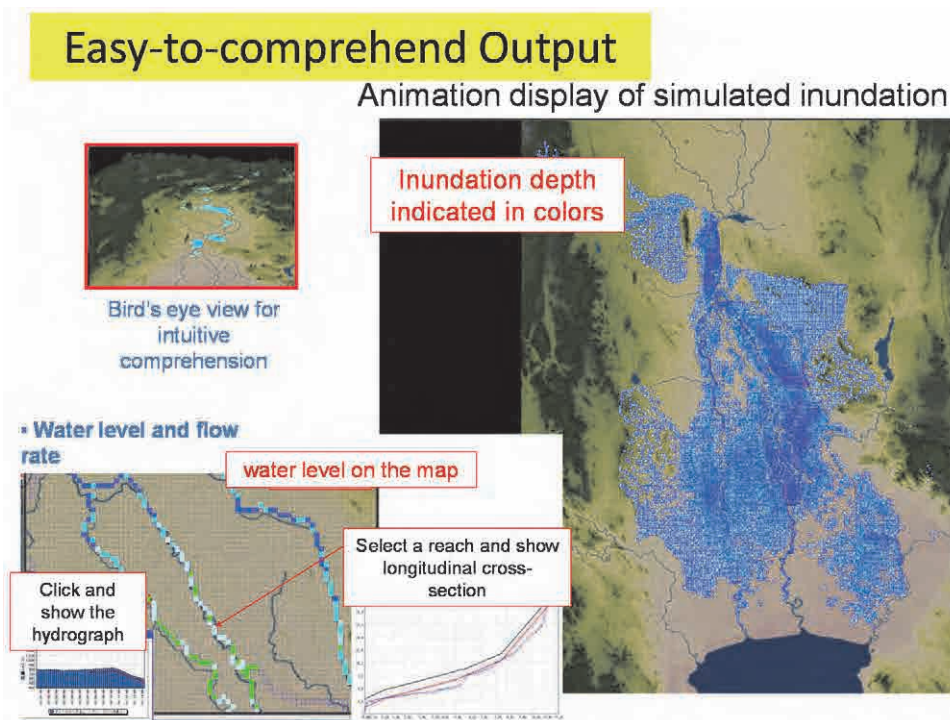 Easy-to-comprehend Output
Animation display of simulated inundation
Inundation depth
indicated in colors
Bird's eye view for
intuitive
comprehension
▪ Water level and flow
rate
water level on the map
Select a reach and show
longitudinal cross-
section
Click and
show the
hydrograph